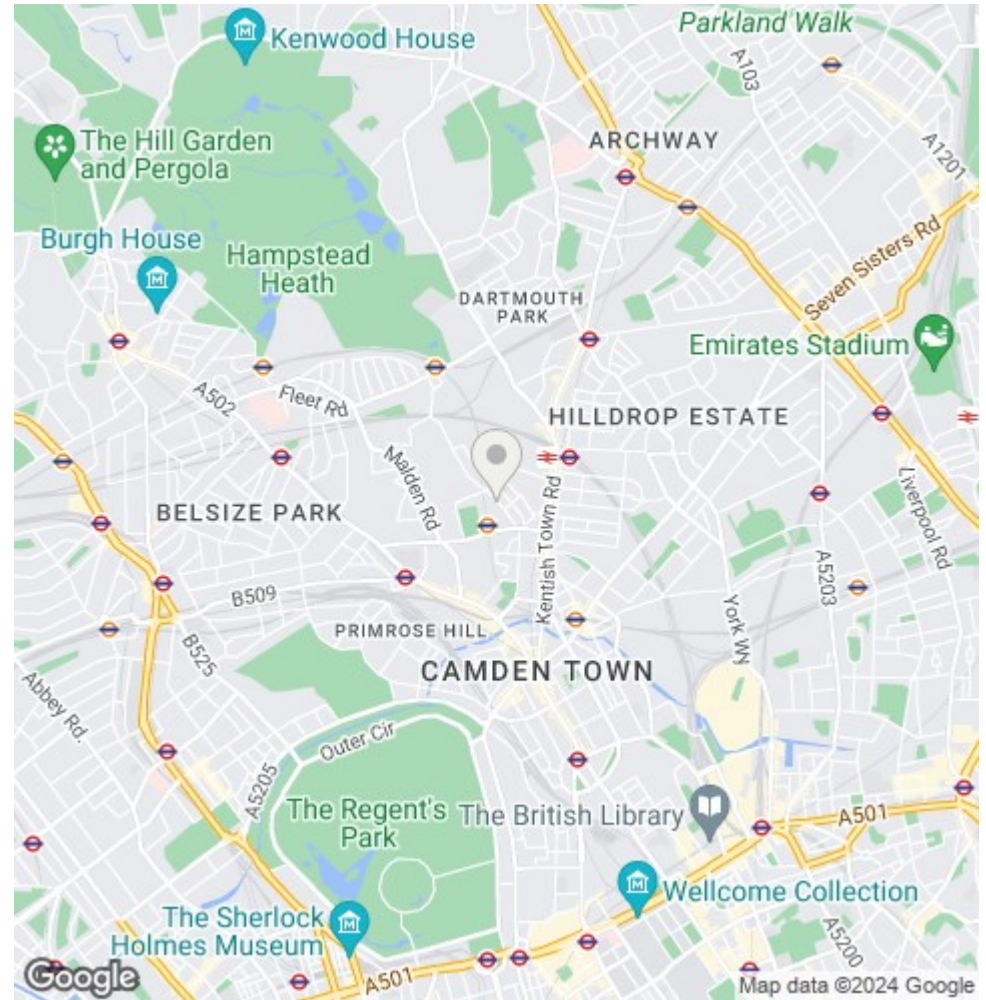 Parkland Walk
Kenwood House
A103
ARCHWAY
The Hill Garden
and Pergola
A1201
Burgh House
Hampstead
Heath
Seven Sisters Rd
DARTMOUTH
PARK
Emirates Stadium
A502
Fleet Rd
HILLDROP ESTATE
Malden Rd
Liverpool Rd
BELSIZE PARK
Kentish Town Rd
A5203
B509
York Wy
PRIMROSE HILL
B525
CAMDEN TOWN
Abbey Rd.
Outer Cir
A5205
The Regent's
Park
The British Library
A501
Wellcome Collection
The Sherlock
Holmes Museum
A5200
A501
Google
Map data ©2024 Google